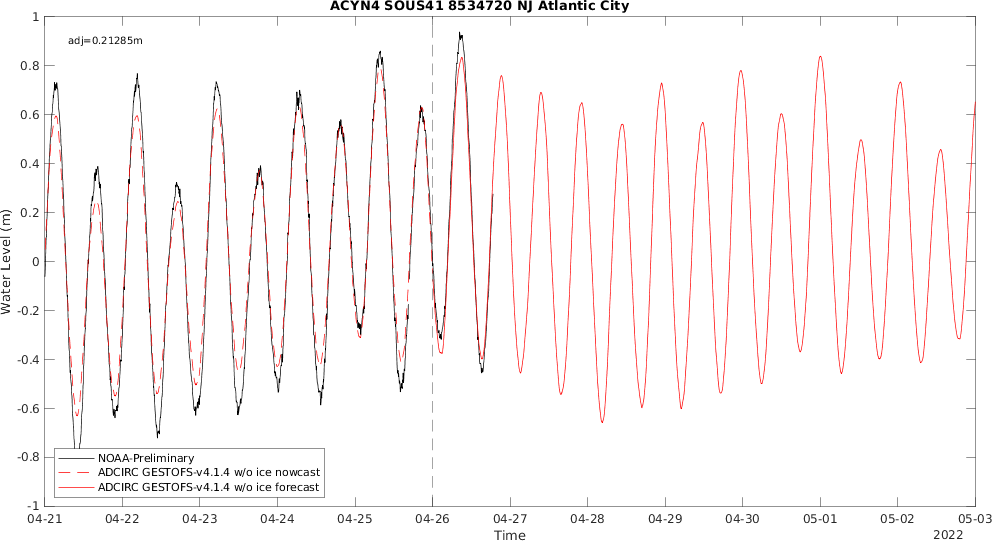 ACYN4 SOUS41 8534720 NJ Atlantic City
adj=0.21285m
1
0.8
0.6
0.4
0.2
0
-0.2
-0.4
-0.6
-0.8
-1
Water Level (m)
NOAA-Preliminary
ADCIRC GESTOFS-v4.1.4 w/o ice nowcast
ADCIRC GESTOFS-v4.1.4 w/o ice forecast
04-21 04-22 04-23 04-24 04-25 04-26 04-27 04-28 04-29 04-30 05-01 05-02 05-03
Time
2022